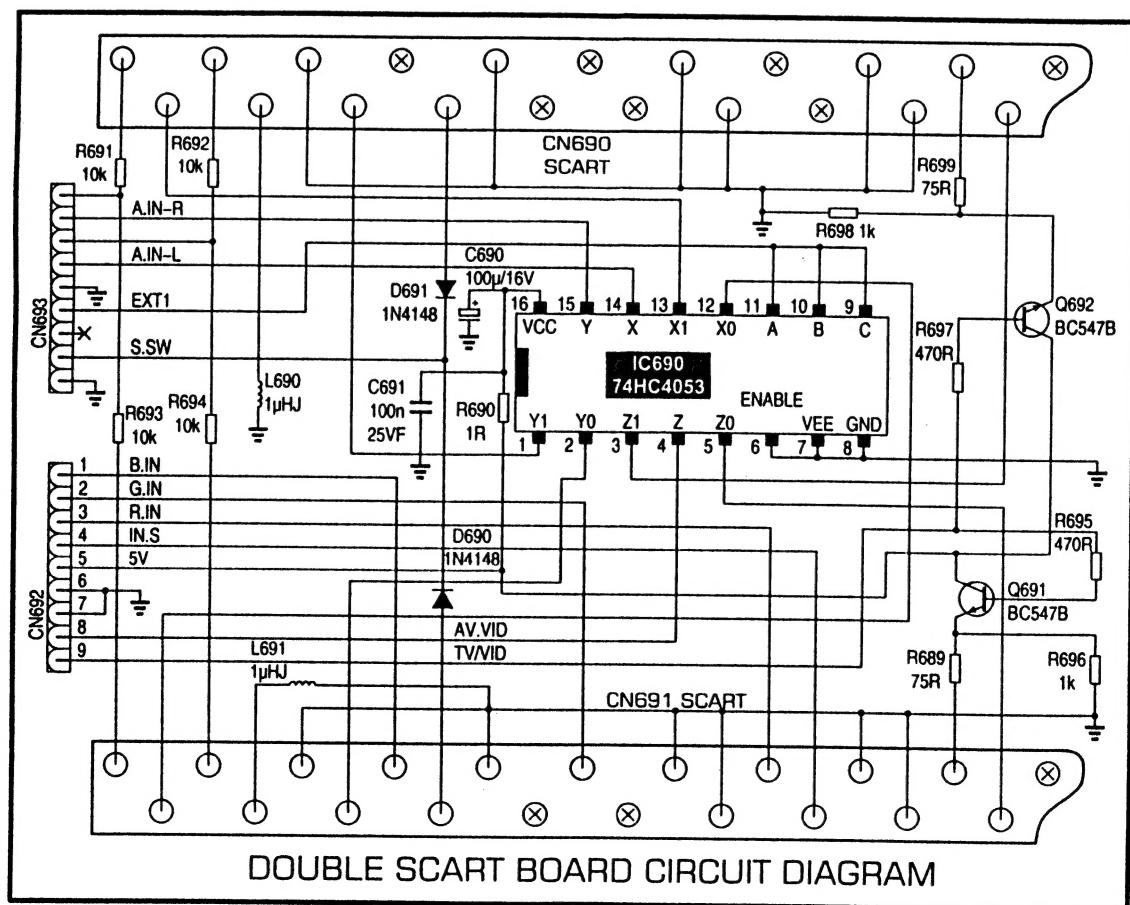 CN690
SCART
R691
10k
R692
10k
R699
75R
R698 1k
A.IN-R
A.IN-L
EXT1
S.SW
CN693
C690
100µ/16V
+
D691
1N4148
16 15 14 13 12 11 10 9
VCC Y X X1 X0 A B C
IC690
74HC4053
ENABLE
Y1 Y0 Z1 Z Z0 VEE GND
1 2 3 4 5 6 7 8
Q692
BC547B
R697
470R
L690
1µHJ
C691
100n
25VF
R690
1R
R693
10k
R694
10k
1 B.IN
2 G.IN
3 R.IN
4 IN.S
5 5V
6
7
8 AV.VID
9 TV/VID
CN692
D690
1N4148
R695
470R
Q691
BC547B
L691
1µHJ
R689
75R
R696
1k
CN691 SCART
DOUBLE SCART BOARD CIRCUIT DIAGRAM